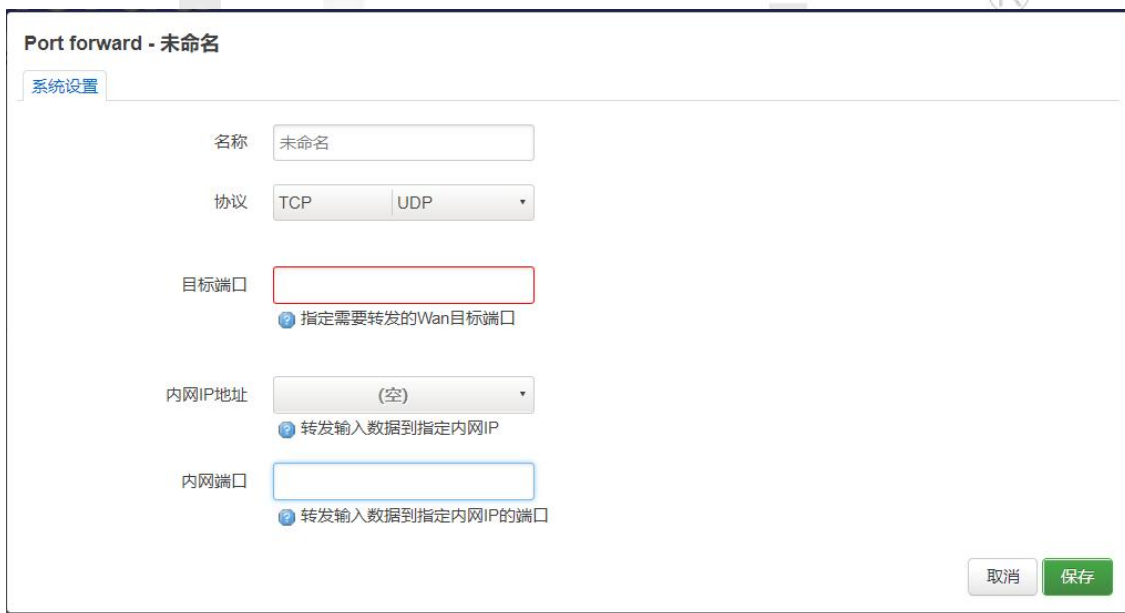 Port forward - 未命名
系统设置
名称 未命名
协议 TCP UDP
目标端口
指定需要转发的Wan目标端口
内网IP地址 (空)
转发输入数据到指定内网IP
内网端口
转发输入数据到指定内网IP的端口
取消 保存